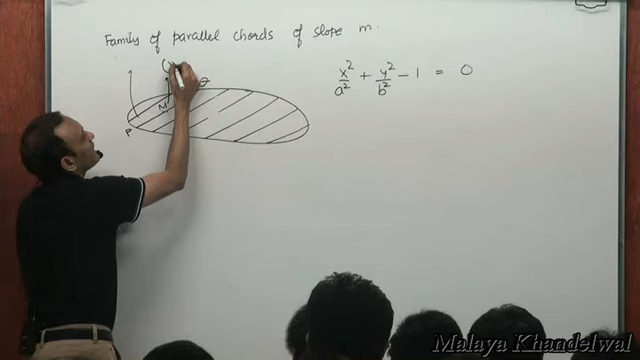 Family of parallel chords of slope m.
x²/a² + y²/b² - 1 = 0
(
Q
M
P
Malaya Khandelwal